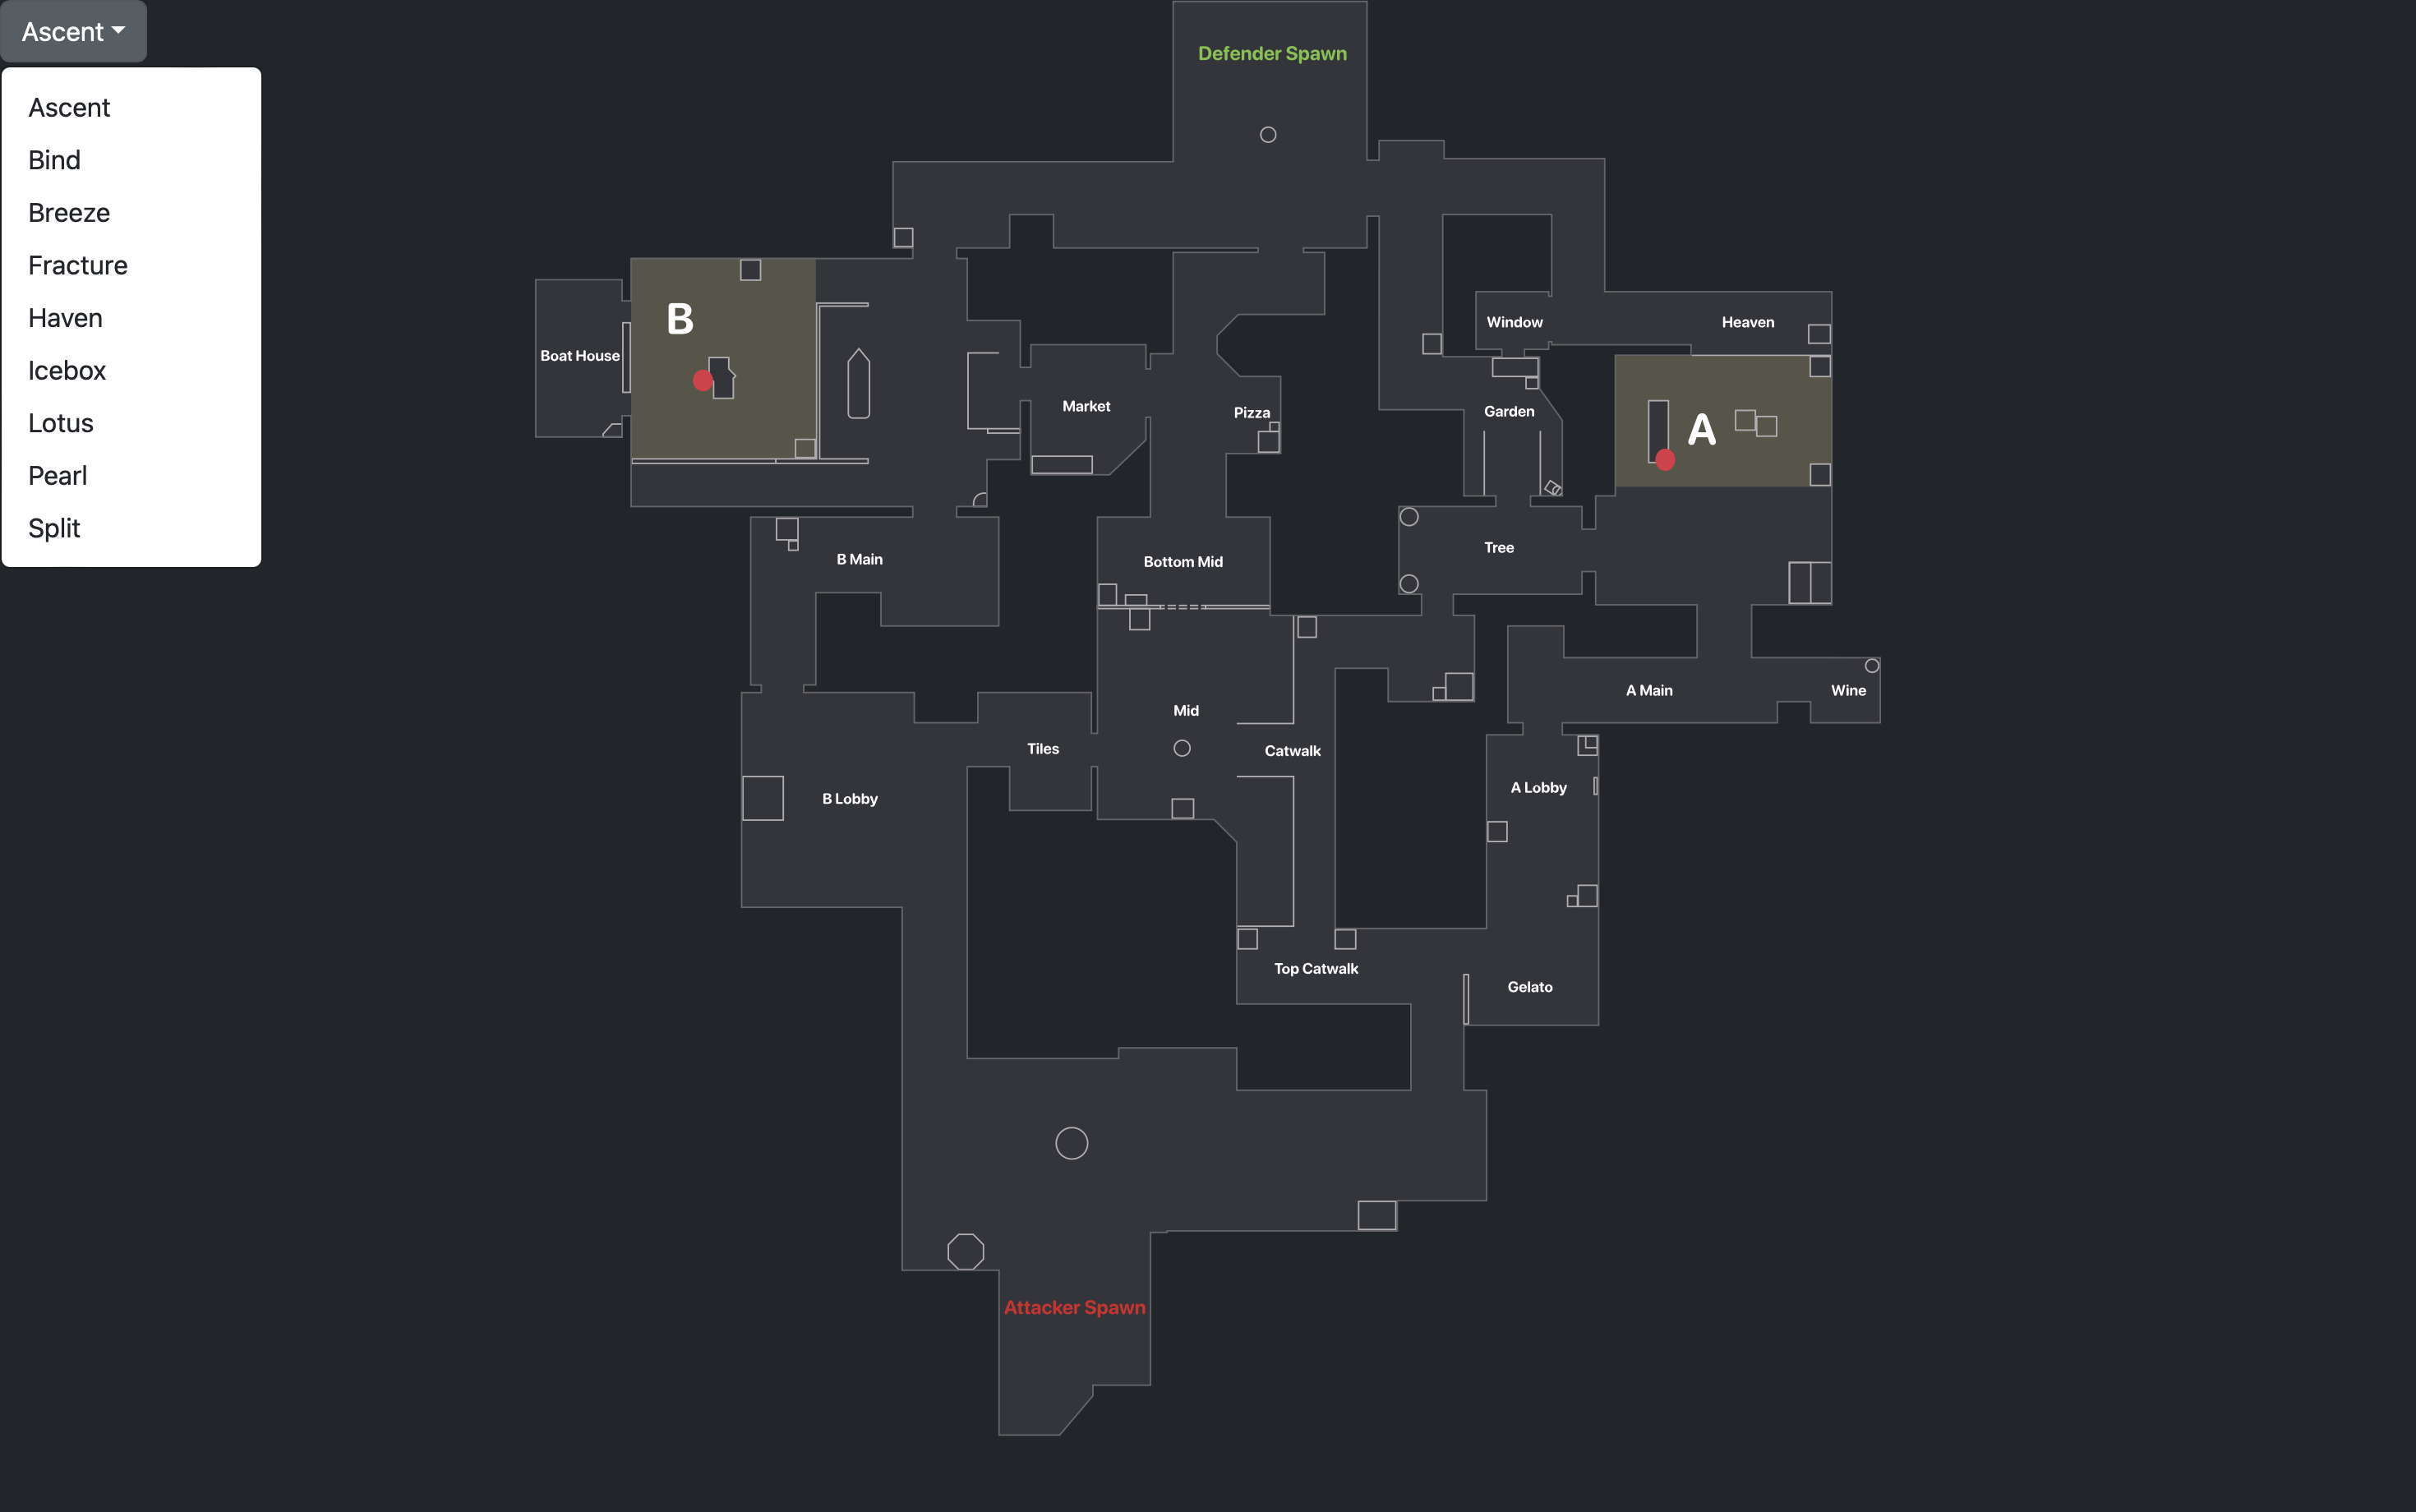 Ascent
Ascent
Bind
Breeze
Fracture
Haven
Icebox
Lotus
Pearl
Split
Defender Spawn
Window
Heaven
B
Boat House
Market
Pizza
Garden
A
B Main
Bottom Mid
Tree
Mid
A Main
Wine
Tiles
Catwalk
B Lobby
A Lobby
Top Catwalk
Gelato
Attacker Spawn